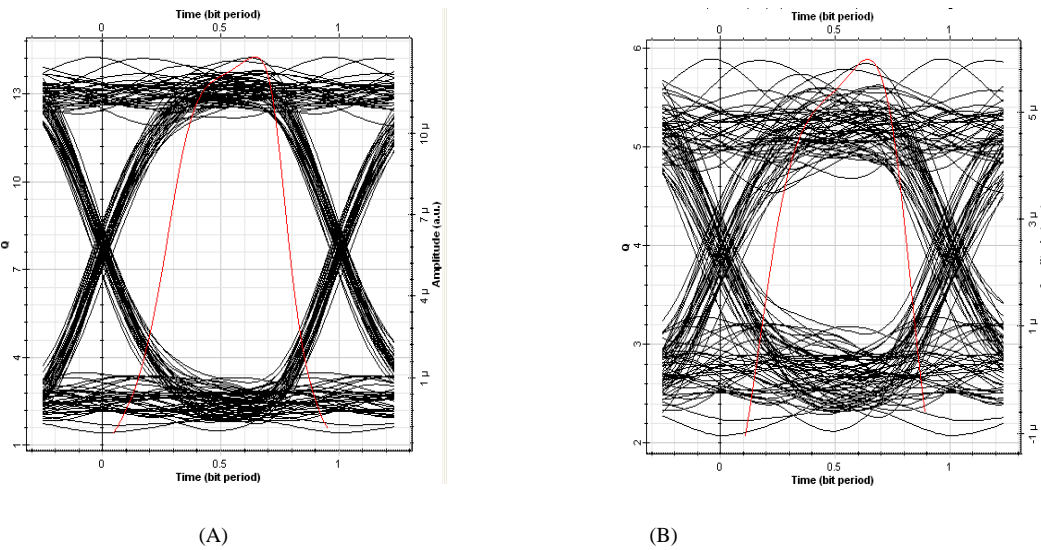 Time (bit period)
0 0.5 1
13
10
7
4
1
Q
10 μ
7 μ
4 μ
1 μ
Amplitude (a.u.)
0 0.5 1
Time (bit period)
(A)
Time (bit period)
0 0.5 1
6
5
4
3
2
Q
5 μ
3 μ
1 μ
-1 μ
0 0.5 1
Time (bit period)
(B)